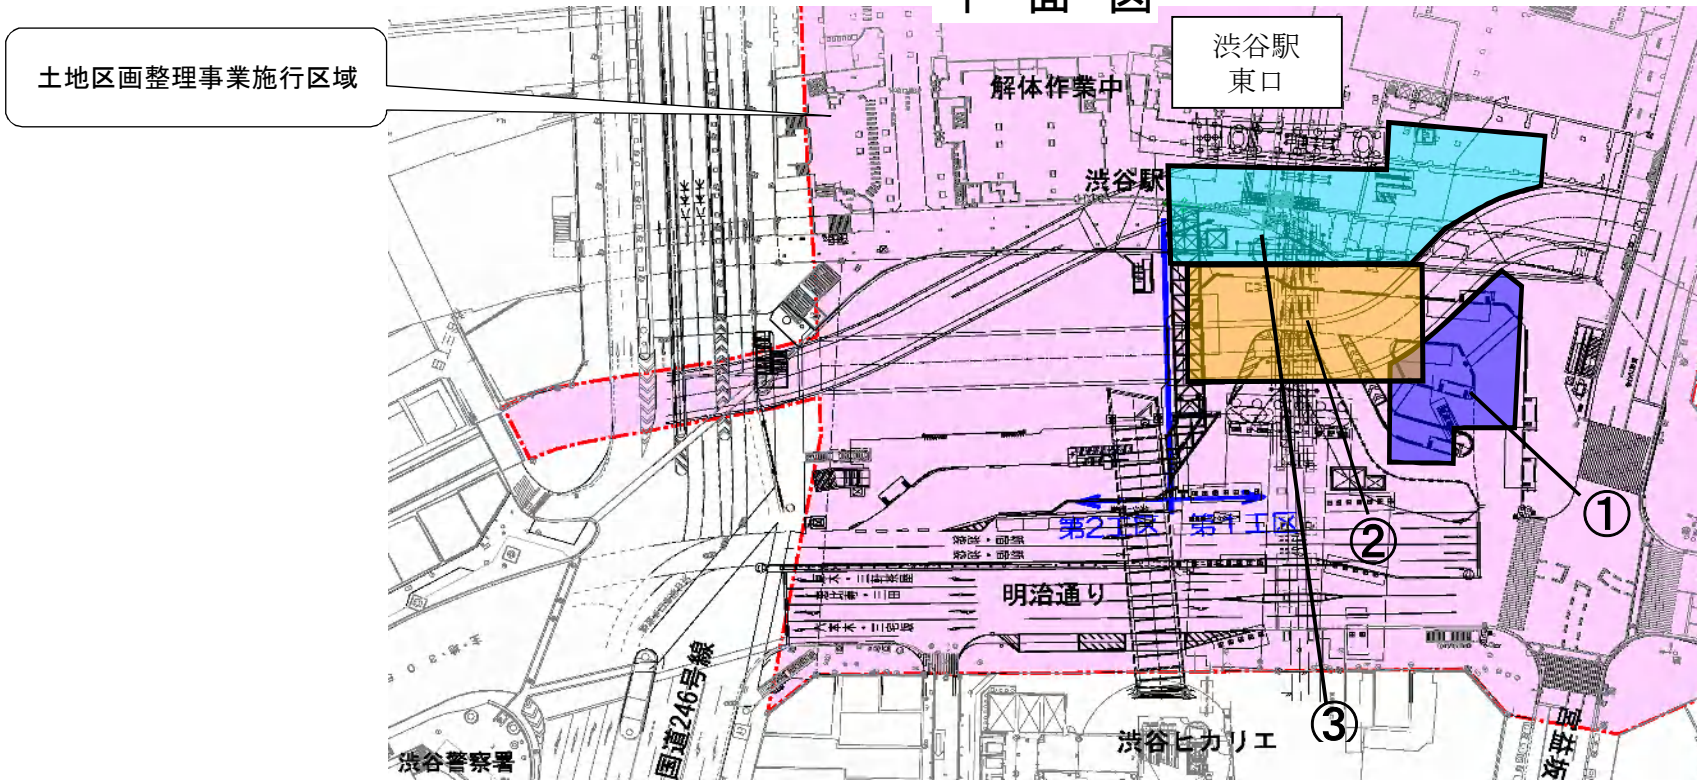 平面図
土地区画整理事業施行区域
渋谷駅
東口
解体作業中
渋谷駅
①
②
第2工区
第1工区
明治通り
③
国道246号線
渋谷ヒカリエ
宮益坂
渋谷警察署